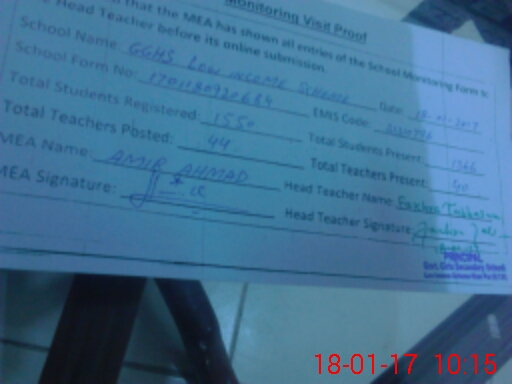 Monitoring Visit Proof
that the MEA has shown all entries of the School Monitoring Form to
Head Teacher before its online submission.
School Name: GGHS LOW INCOME SCHEME Date: 18-01-2017
School Form No: EMIS Code:
Total Students Registered: 1550 Total Students Present: 1366
Total Teachers Posted: 44 Total Teachers Present: 40
MEA Name: AMIR AHMAD Head Teacher Name:
MEA Signature: Head Teacher Signature:
PRINCIPAL
Govt. Girls Secondary School
18-01-17 10:15